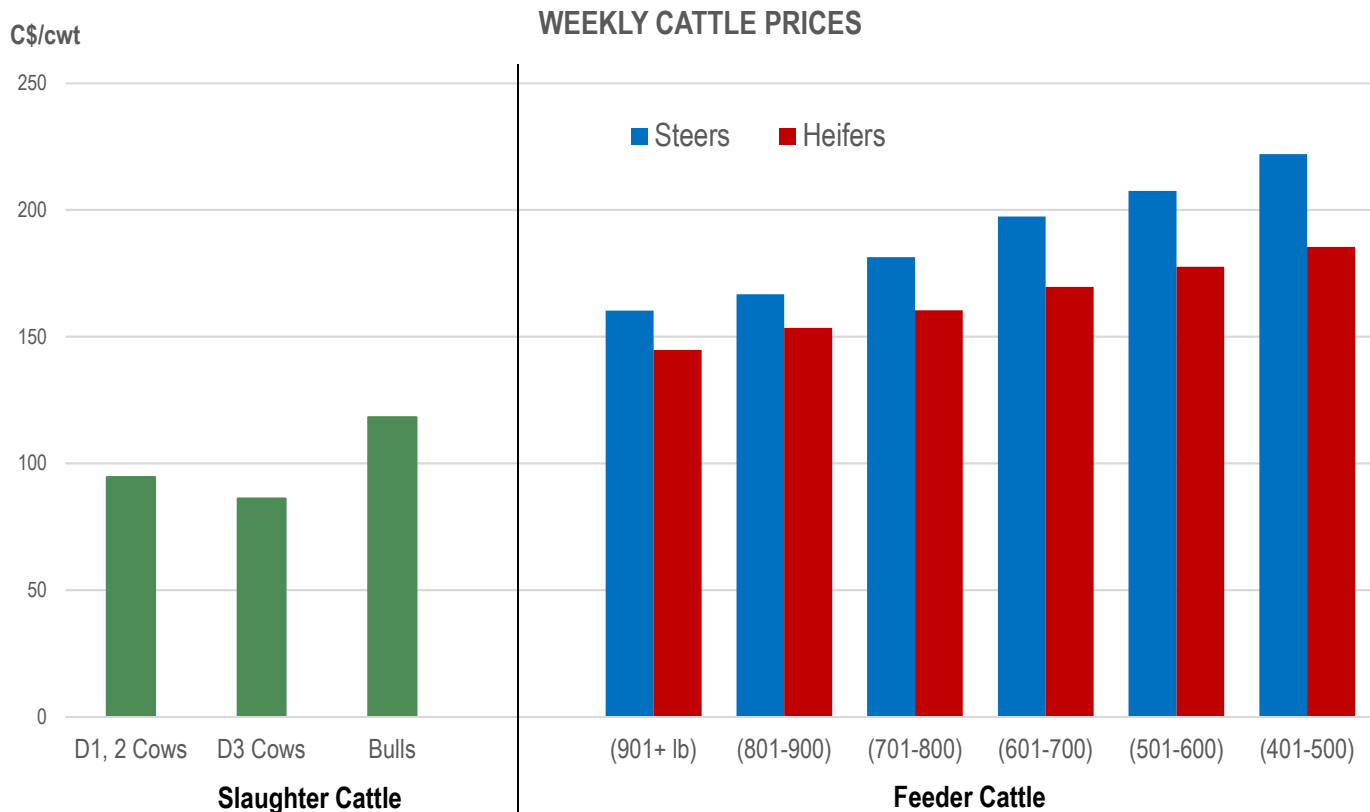 WEEKLY CATTLE PRICES
C$/cwt
250
200
150
100
50
0
Steers Heifers
D1, 2 Cows D3 Cows Bulls (901+ lb) (801-900) (701-800) (601-700) (501-600) (401-500)
Slaughter Cattle Feeder Cattle